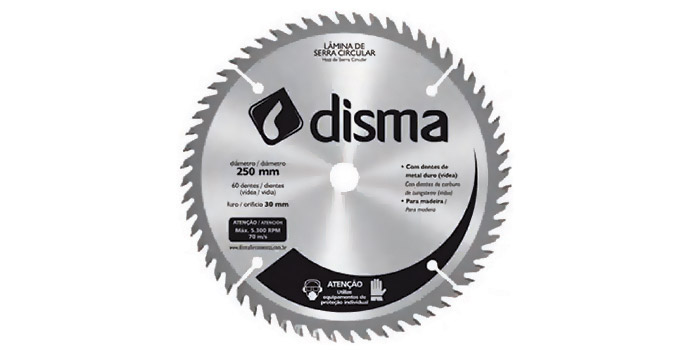 LÂMINA DE
SERRA CIRCULAR
Hoja de Sierra Circular
disma
diámetro / diâmetro
250 mm
60 dentes / dientes
(vídea / vidia)
furo / orifício 30 mm
ATENÇÃO / ATENCION
Máx. 5.300 RPM
70 m/s
• Com dentes de
metal duro (vídea)
Con dientes de carburo
de tungsteno (vidia)
• Para madeira /
Para madera
ATENÇÃO
Utilize
equipamentos de
proteção individual